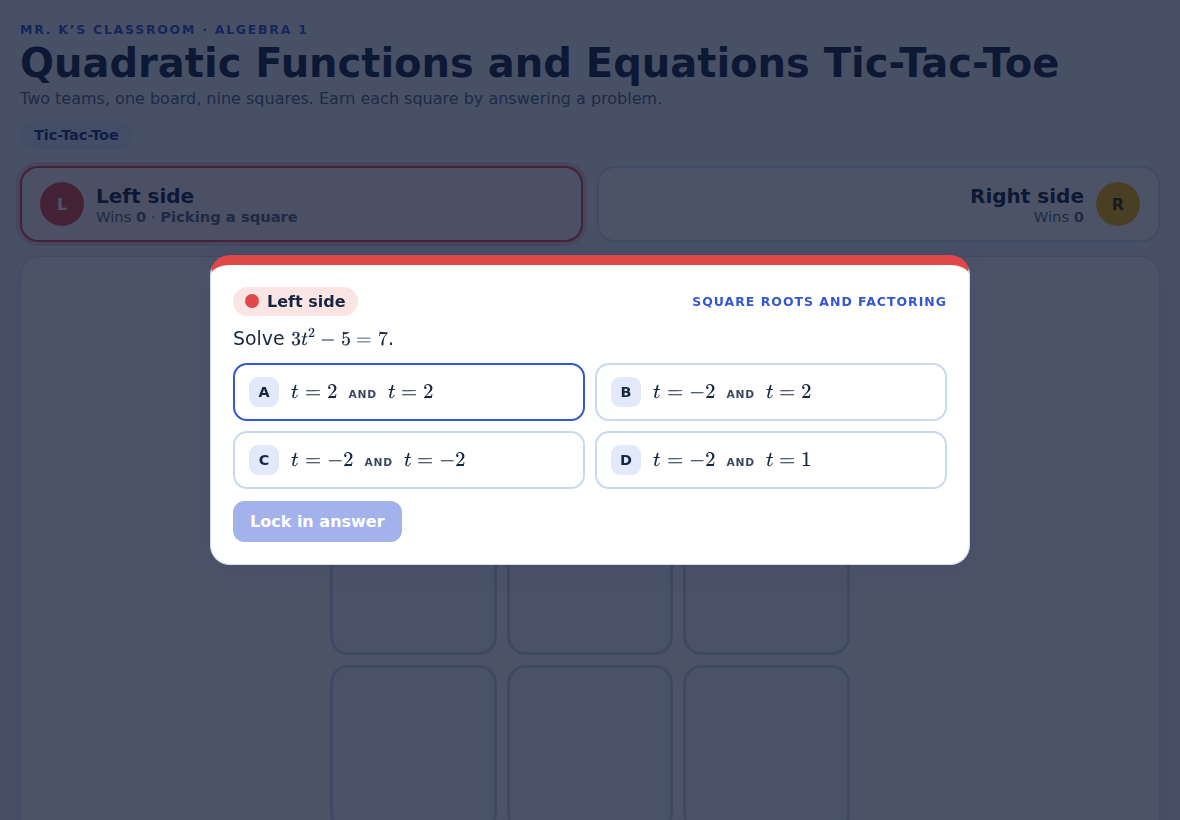 MR. K’S CLASSROOM · ALGEBRA 1
Quadratic Functions and Equations Tic-Tac-Toe
Two teams, one board, nine squares. Earn each square by answering a problem.
Tic-Tac-Toe
L
Left side
Wins 0 · Picking a square
Right side
Wins 0
R
Left side
SQUARE ROOTS AND FACTORING
Solve 3t² − 5 = 7.
A t = 2 AND t = 2
B t = −2 AND t = 2
C t = −2 AND t = −2
D t = −2 AND t = 1
Lock in answer